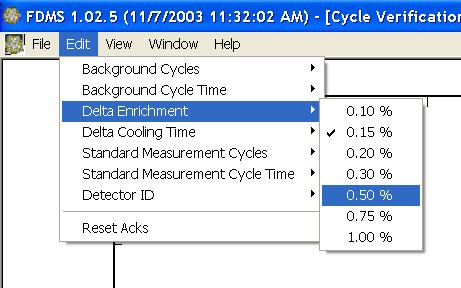 FDMS 1.02.5 (11/7/2003 11:32:02 AM) - [Cycle Verification
File Edit View Window Help
Background Cycles
Background Cycle Time
Delta Enrichment
Delta Cooling Time
Standard Measurement Cycles
Standard Measurement Cycle Time
Detector ID
Reset Acks
0.10 %
0.15 %
0.20 %
0.30 %
0.50 %
0.75 %
1.00 %